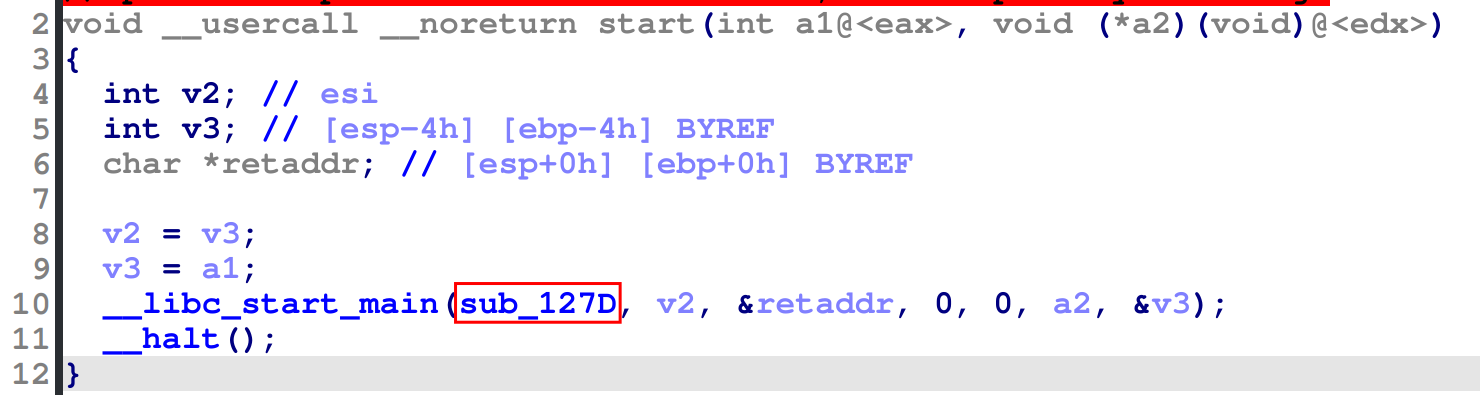 2 void __usercall __noreturn start(int a1@<eax>, void (*a2)(void)@<edx>)
3 {
4   int v2; // esi
5   int v3; // [esp-4h] [ebp-4h] BYREF
6   char *retaddr; // [esp+0h] [ebp+0h] BYREF
7
8   v2 = v3;
9   v3 = a1;
10   __libc_start_main(sub_127D, v2, &retaddr, 0, 0, a2, &v3);
11   __halt();
12 }